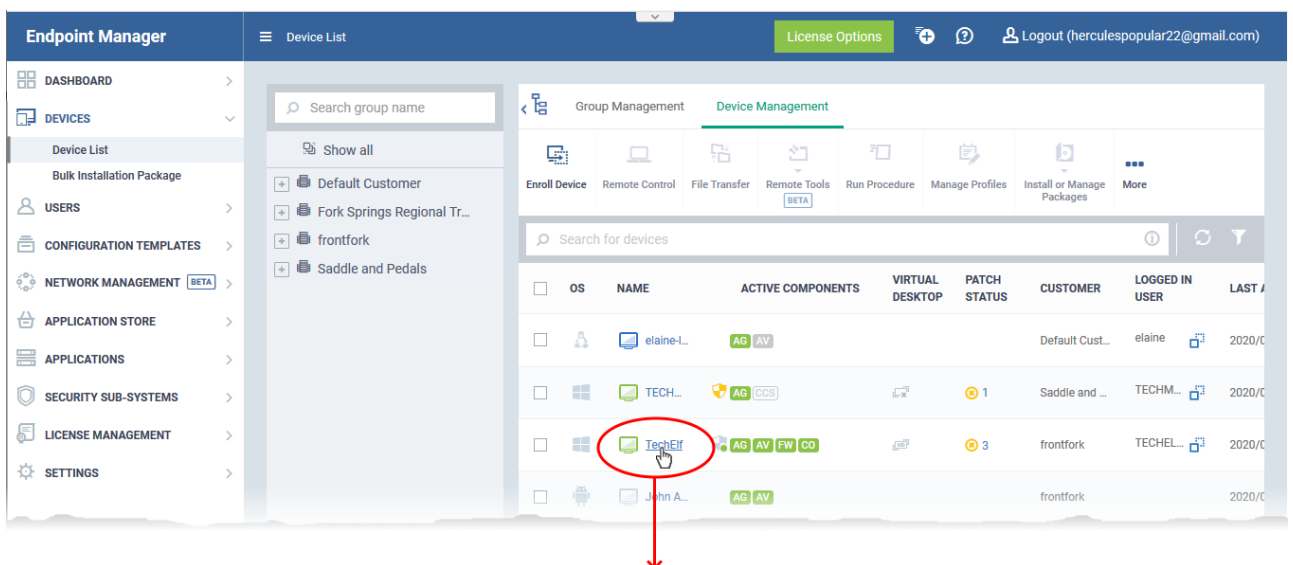 Endpoint Manager
Device List
License Options
Logout (herculespopular22@gmail.com)
DASHBOARD
DEVICES
Device List
Bulk Installation Package
USERS
CONFIGURATION TEMPLATES
NETWORK MANAGEMENT BETA
APPLICATION STORE
APPLICATIONS
SECURITY SUB-SYSTEMS
LICENSE MANAGEMENT
SETTINGS
Search group name
Show all
Default Customer
Fork Springs Regional Tr...
frontfork
Saddle and Pedals
Group Management Device Management
Enroll Device
Remote Control
File Transfer
Remote Tools
BETA
Run Procedure
Manage Profiles
Install or Manage
Packages
More
Search for devices
OS NAME ACTIVE COMPONENTS VIRTUAL DESKTOP PATCH STATUS CUSTOMER LOGGED IN USER LAST A
elaine-l... AG AV Default Cust... elaine 2020/0
TECH... AG CCS 1 Saddle and ... TECHM... 2020/0
TechElf AG AV FW CO 3 frontfork TECHEL... 2020/0
John A... AG AV frontfork 2020/0